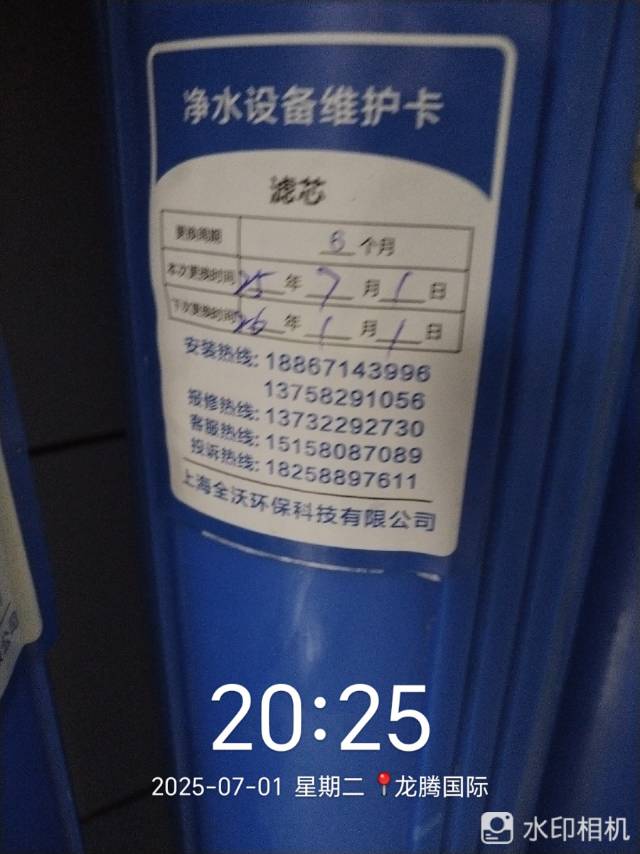 净水设备维护卡
滤芯
更换周期 6 个月
本次更换时间 25 年 7 月 1 日
下次更换时间 26 年 1 月 1 日
安装热线: 18867143996
13758291056
报修热线: 13732292730
客服热线: 15158087089
投诉热线: 18258897611
上海全沃环保科技有限公司
20:25
2025-07-01 星期二 龙腾国际
水印相机